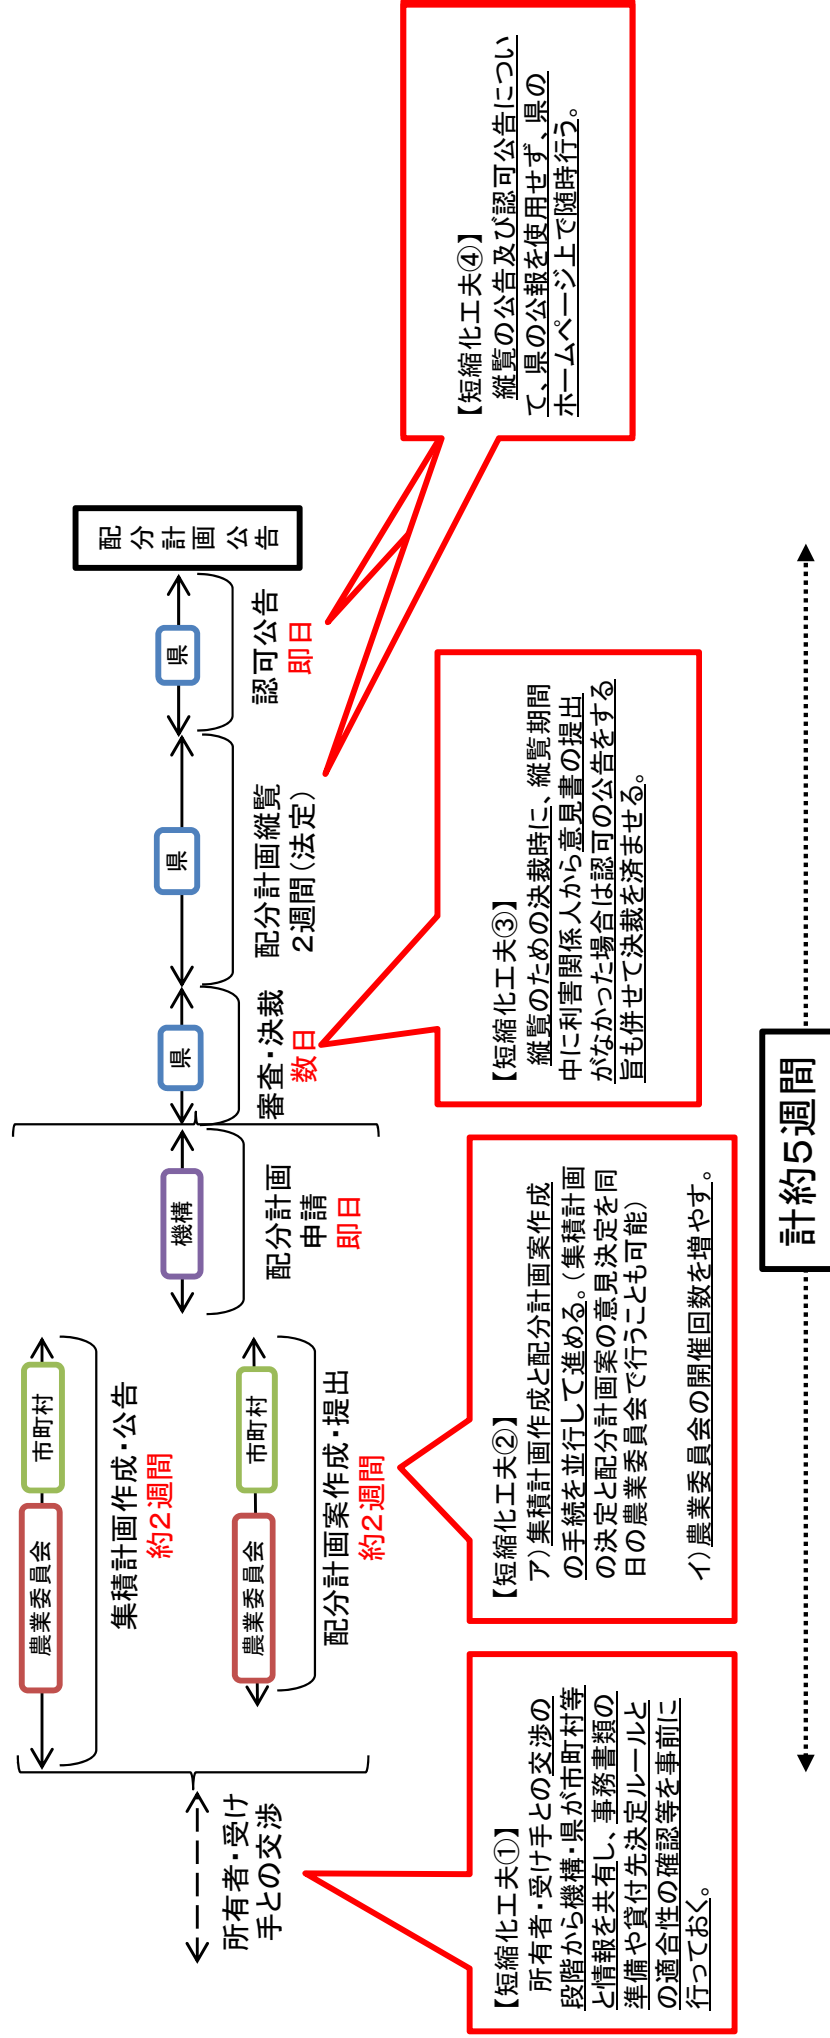 所有者・受け
手との交渉
農業委員会
市町村
集積計画作成・公告
約2週間
農業委員会
市町村
配分計画案作成・提出
約2週間
機構
配分計画
申請
即日
県
審査・決裁
数日
県
配分計画縦覧
2週間(法定)
県
認可公告
即日
配分計画公告
【短縮化工夫①】
所有者・受け手との交渉の
段階から機構・県が市町村等
と情報を共有し、事務書類の
準備や貸付先決定ルールと
の適合性の確認等を事前に
行っておく。
【短縮化工夫②】
ア)集積計画作成と配分計画案作成
の手続を並行して進める。(集積計画
の決定と配分計画案の意見決定を同
日の農業委員会で行うことも可能)
イ)農業委員会の開催回数を増やす。
【短縮化工夫③】
縦覧のための決裁時に、縦覧期間
中に利害関係人から意見書の提出
がなかった場合は認可の公告をする
旨も併せて決裁を済ませる。
【短縮化工夫④】
縦覧の公告及び認可公告につい
て、県の公報を使用せず、県の
ホームページ上で随時行う。
計約5週間